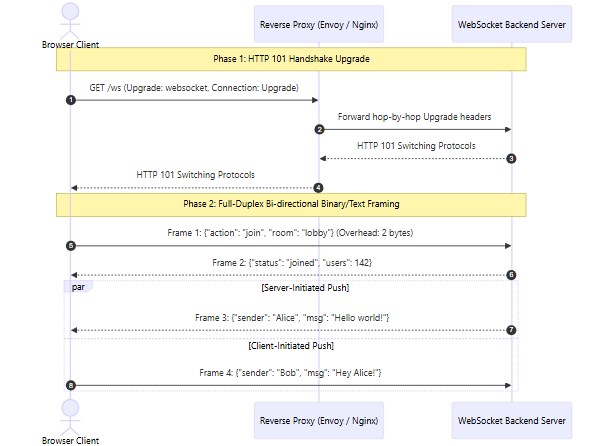 Reverse Proxy (Envoy / Nginx)
WebSocket Backend Server
Browser Client
Phase 1: HTTP 101 Handshake Upgrade
1
GET /ws (Upgrade: websocket, Connection: Upgrade)
2
Forward hop-by-hop Upgrade headers
HTTP 101 Switching Protocols
3
HTTP 101 Switching Protocols
4
Phase 2: Full-Duplex Bi-directional Binary/Text Framing
5
Frame 1: {"action": "join", "room": "lobby"} (Overhead: 2 bytes)
Frame 2: {"status": "joined", "users": 142}
6
par
[Server-Initiated Push]
Frame 3: {"sender": "Alice", "msg": "Hello world!"}
7
[Client-Initiated Push]
Frame 4: {"sender": "Bob", "msg": "Hey Alice!"}
8
Browser Client
Reverse Proxy (Envoy / Nginx)
WebSocket Backend Server